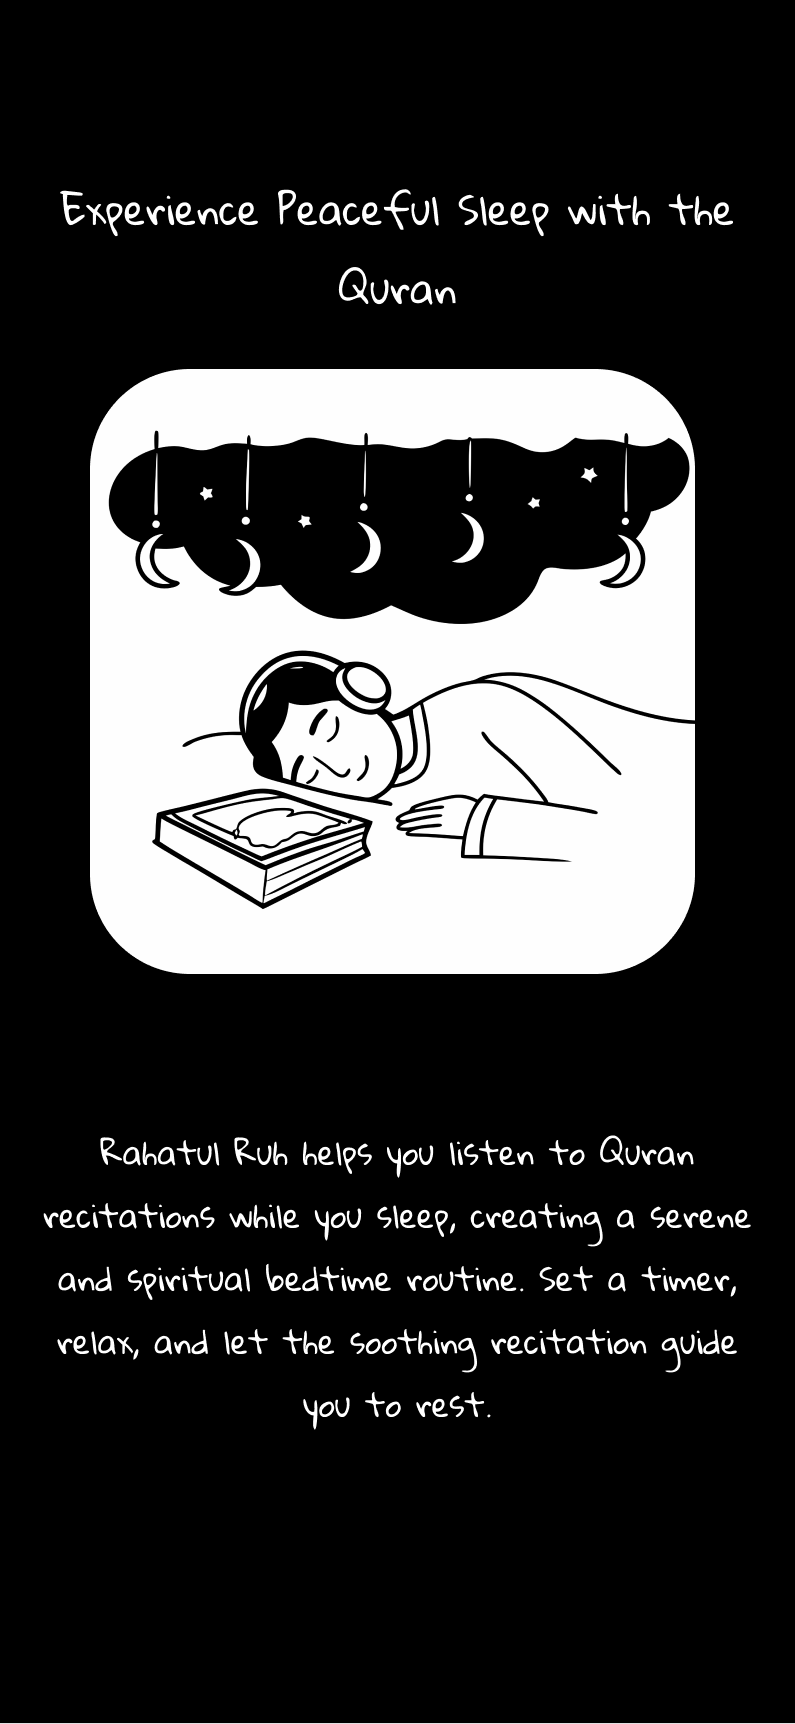 Experience Peaceful Sleep with the
Quran
Rahatul Ruh helps you listen to Quran
recitations while you sleep, creating a serene
and spiritual bedtime routine. Set a timer,
relax, and let the soothing recitation guide
you to rest.